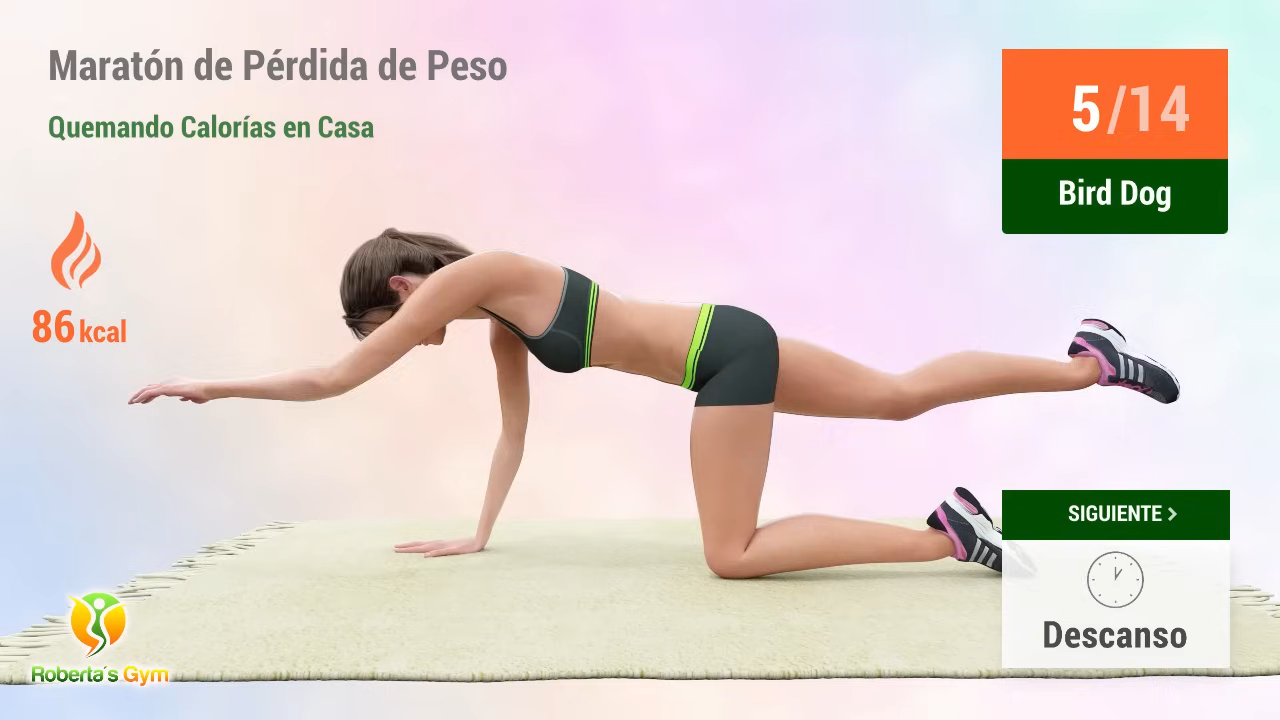 Maratón de Pérdida de Peso
Quemando Calorías en Casa
5/14
Bird Dog
86 kcal
SIGUIENTE >
Descanso
Roberta´s Gym